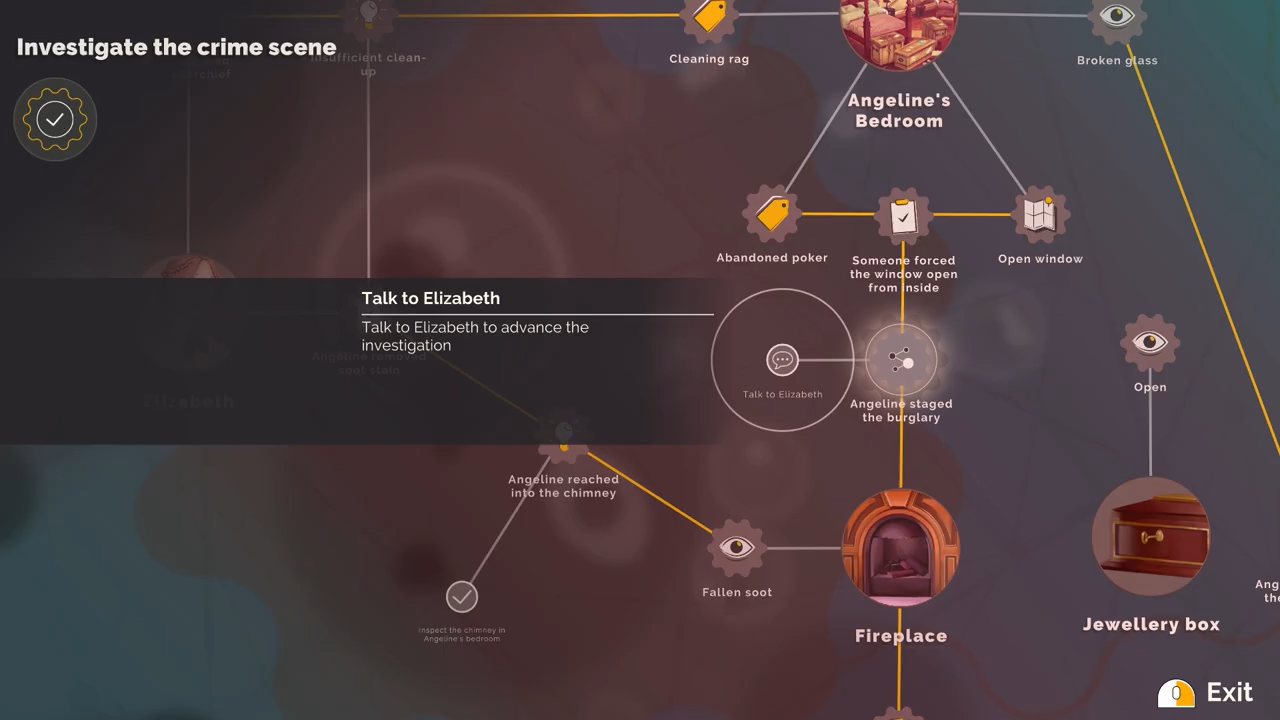 Investigate the crime scene
Insufficient clean-
up
Cleaning rag
Broken glass
Angeline's
Bedroom
Abandoned poker
Someone forced
the window open
from inside
Open window
Talk to Elizabeth
Talk to Elizabeth to advance the
investigation
Angeline removed
soot stain
Elizabeth
Talk to Elizabeth
Angeline staged
the burglary
Open
Angeline reached
into the chimney
Fallen soot
Inspect the chimney in
Angeline's bedroom
Fireplace
Jewellery box
Exit